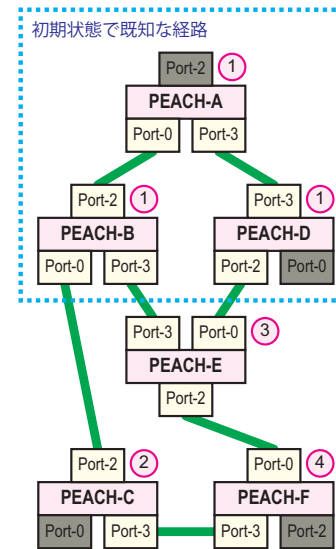 初期状態で既知な経路
Port-2 1
PEACH-A
Port-0 Port-3
Port-2 1 Port-3 1
PEACH-B PEACH-D
Port-0 Port-3 Port-2 Port-0
Port-3 Port-0 3
PEACH-E
Port-2
Port-2 2 Port-0 4
PEACH-C PEACH-F
Port-0 Port-3 Port-3 Port-2